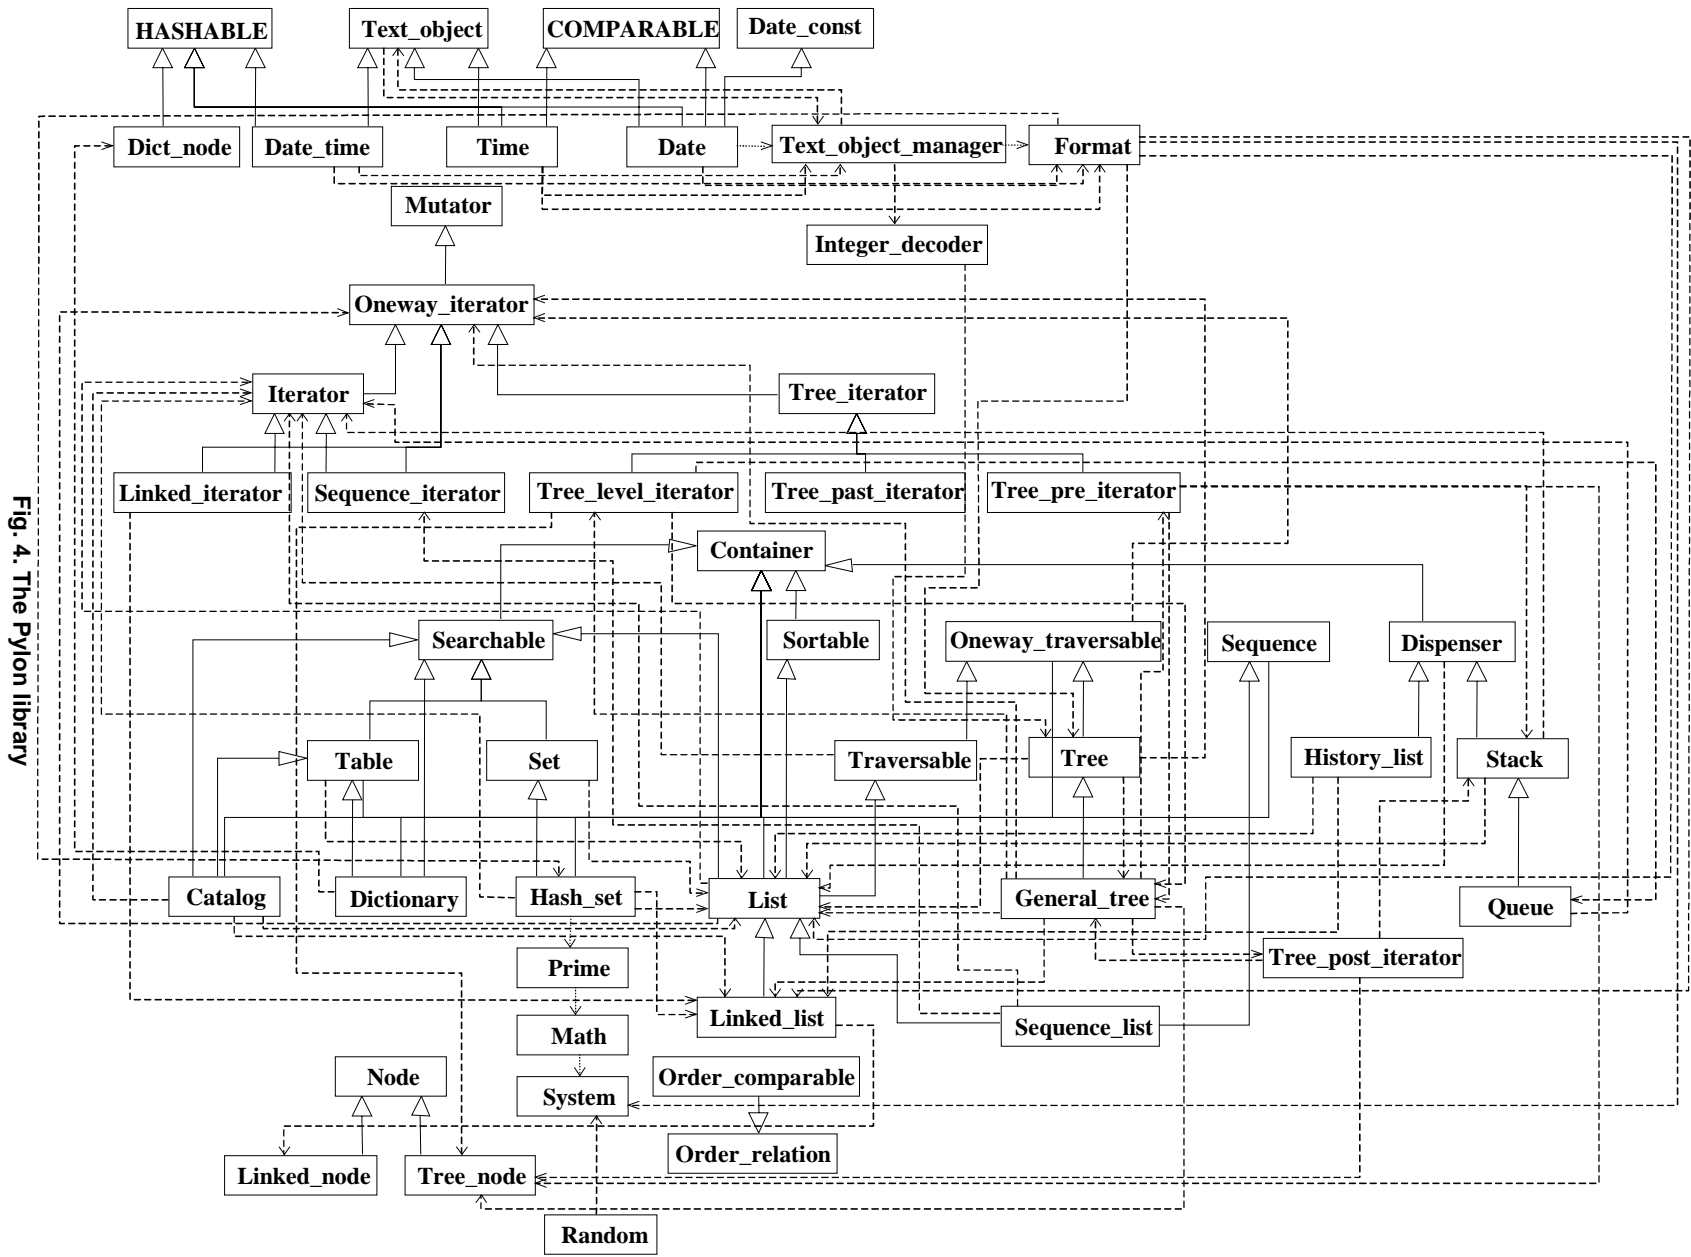 HASHABLE
Text_object
COMPARABLE
Date_const
Dict_node
Date_time
Time
Date
Text_object_manager
Format
Mutator
Integer_decoder
Oneway_iterator
Iterator
Tree_iterator
Linked_iterator
Sequence_iterator
Tree_level_iterator
Tree_past_iterator
Tree_pre_iterator
Container
Searchable
Sortable
Oneway_traversable
Sequence
Dispenser
Table
Set
Traversable
Tree
History_list
Stack
Catalog
Dictionary
Hash_set
List
General_tree
Queue
Prime
Tree_post_iterator
Linked_list
Sequence_list
Math
Node
System
Order_comparable
Order_relation
Linked_node
Tree_node
Random
Fig. 4. The Pylon library